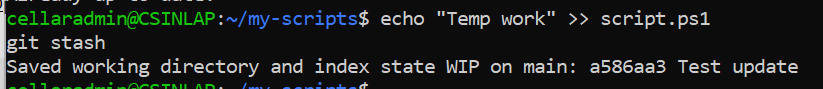 cellaradmin@CSINLAP:~/my-scripts$ echo "Temp work" >> script.ps1
git stash
Saved working directory and index state WIP on main: a586aa3 Test update